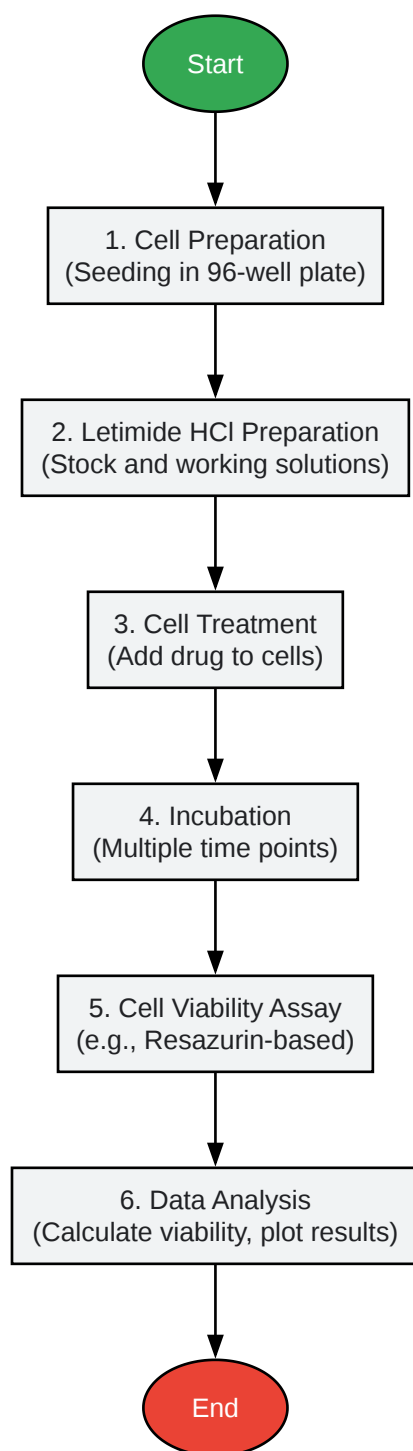 Start
1. Cell Preparation
(Seeding in 96-well plate)
2. Letimide HCl Preparation
(Stock and working solutions)
3. Cell Treatment
(Add drug to cells)
4. Incubation
(Multiple time points)
5. Cell Viability Assay
(e.g., Resazurin-based)
6. Data Analysis
(Calculate viability, plot results)
End